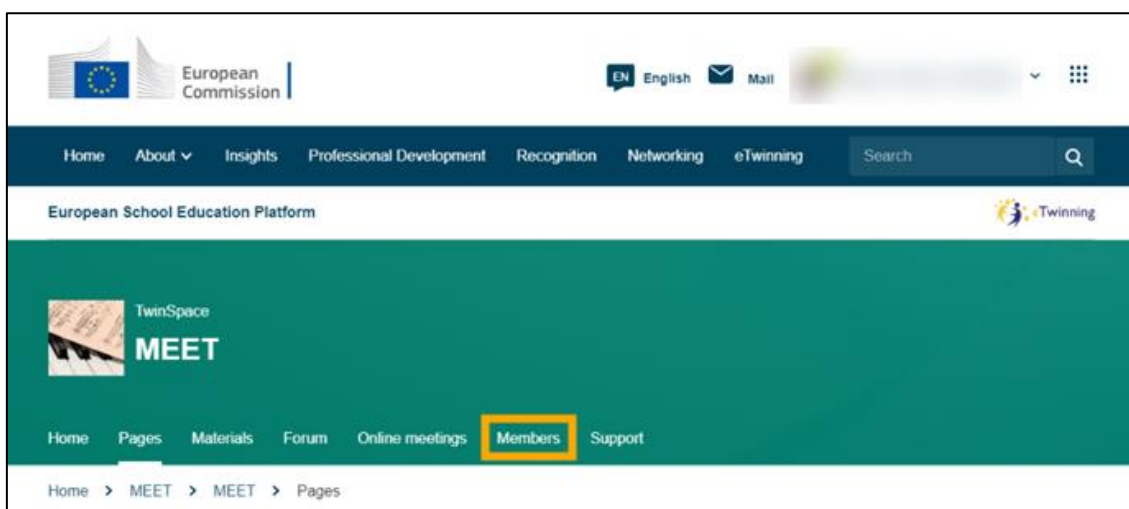 European
Commission
EN English Mail
Home About Insights Professional Development Recognition Networking eTwinning Search
European School Education Platform
eTwinning
TwinSpace
MEET
Home Pages Materials Forum Online meetings Members Support
Home > MEET > MEET > Pages